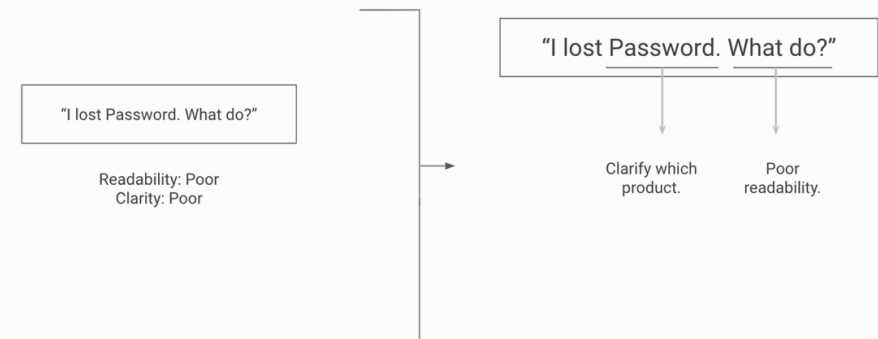 “I lost Password. What do?”
Readability: Poor
Clarity: Poor
“I lost Password. What do?”
Clarify which
product.
Poor
readability.